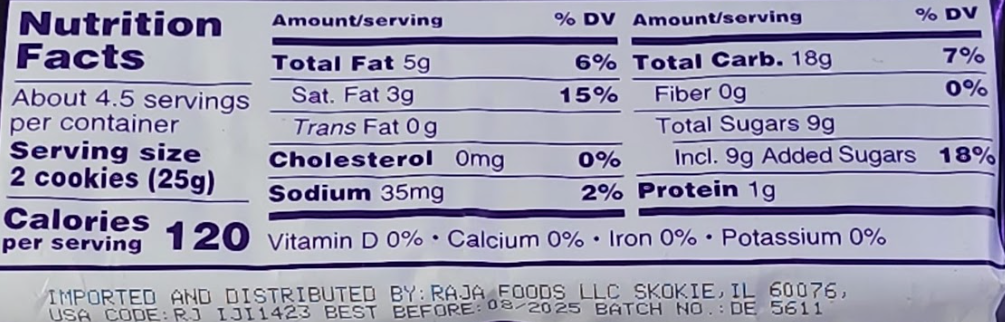 Nutrition
Facts
About 4.5 servings
per container
Serving size
2 cookies (25g)
Calories
per serving 120
Amount/serving % DV
Total Fat 5g 6%
Sat. Fat 3g 15%
Trans Fat 0g
Cholesterol 0mg 0%
Sodium 35mg 2%
Amount/serving % DV
Total Carb. 18g 7%
Fiber 0g 0%
Total Sugars 9g
Incl. 9g Added Sugars 18%
Protein 1g
Vitamin D 0% • Calcium 0% • Iron 0% • Potassium 0%
IMPORTED AND DISTRIBUTED BY: RAJA FOODS LLC SKOKIE, IL 60076,
USA CODE: RJ IJI1423 BEST BEFORE: 08/2025 BATCH NO.: DE 5611